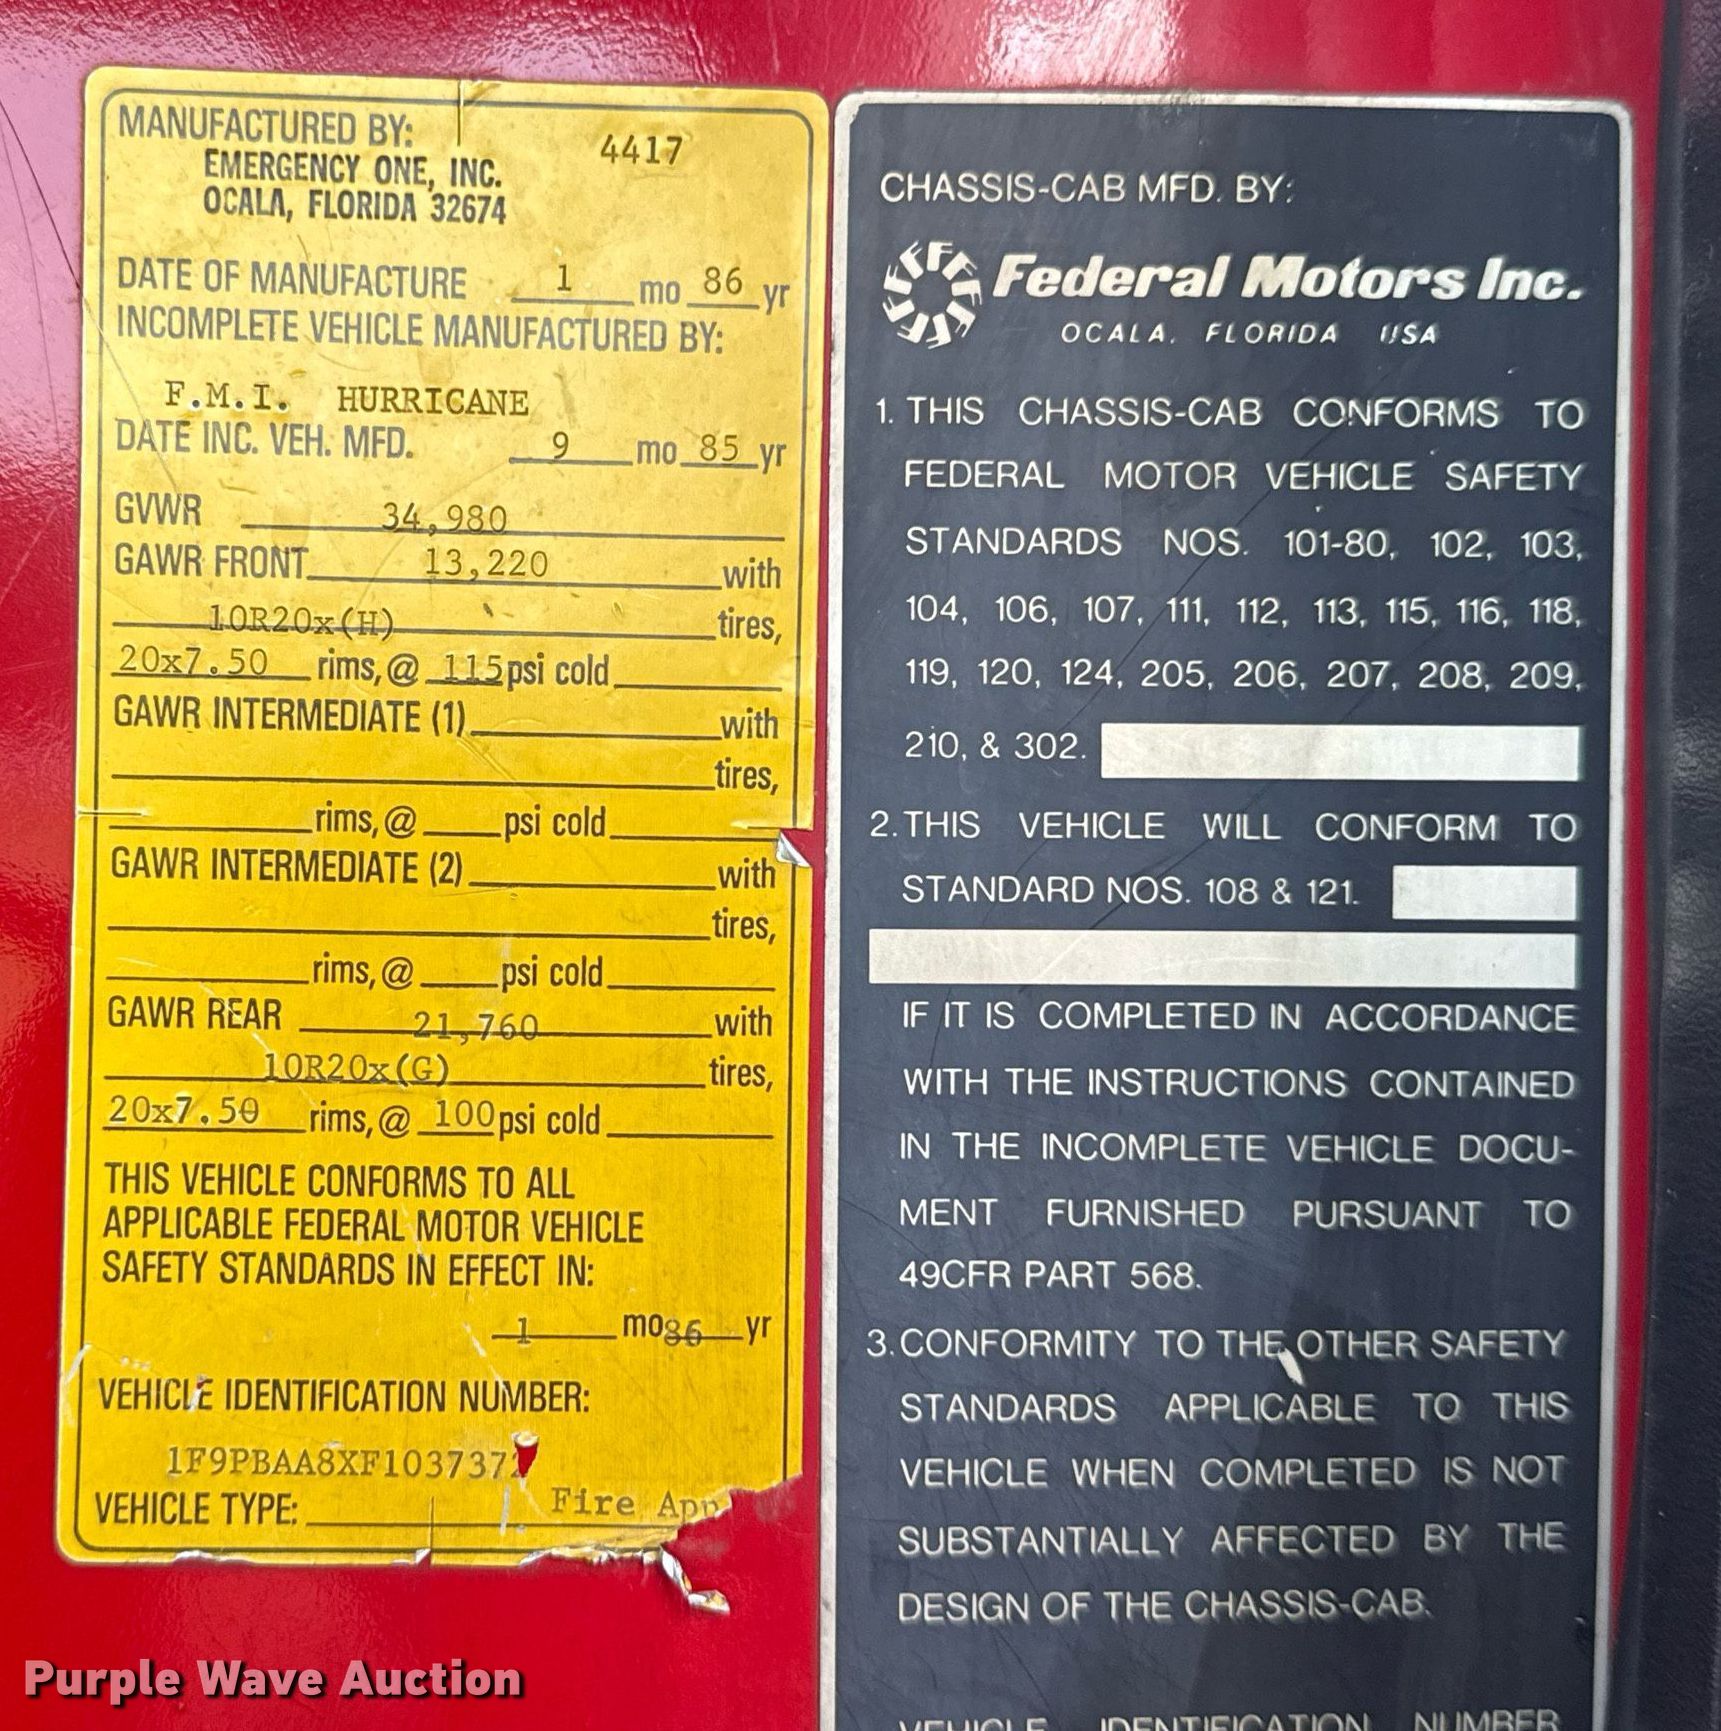 MANUFACTURED BY:
4417
EMERGENCY ONE, INC.
OCALA, FLORIDA 32674
DATE OF MANUFACTURE 1 mo 86 yr
INCOMPLETE VEHICLE MANUFACTURED BY:
F.M.I. HURRICANE
DATE INC. VEH. MFD. 9 mo 85 yr
GVWR 34,980
GAWR FRONT 13,220 with
10R20x(H) tires,
20x7.50 rims, @ 115 psi cold
GAWR INTERMEDIATE (1) with
tires,
rims, @ psi cold
GAWR INTERMEDIATE (2) with
tires,
rims, @ psi cold
GAWR REAR 21,760 with
10R20x(G) tires,
20x7.50 rims, @ 100 psi cold
THIS VEHICLE CONFORMS TO ALL
APPLICABLE FEDERAL MOTOR VEHICLE
SAFETY STANDARDS IN EFFECT IN:
1 mo 86 yr
VEHICLE IDENTIFICATION NUMBER:
VEHICLE TYPE: Fire
CHASSIS-CAB MFD. BY:
Federal Motors Inc.
OCALA, FLORIDA USA
1. THIS CHASSIS-CAB CONFORMS TO
FEDERAL MOTOR VEHICLE SAFETY
STANDARDS NOS. 101-80, 102, 103,
104, 106, 107, 111, 112, 113, 115, 116, 118,
119, 120, 124, 205, 206, 207, 208, 209,
210, & 302.
2. THIS VEHICLE WILL CONFORM TO
STANDARD NOS. 108 & 121.
IF IT IS COMPLETED IN ACCORDANCE
WITH THE INSTRUCTIONS CONTAINED
IN THE INCOMPLETE VEHICLE DOCU-
MENT FURNISHED PURSUANT TO
49CFR PART 568.
3. CONFORMITY TO THE OTHER SAFETY
STANDARDS APPLICABLE TO THIS
VEHICLE WHEN COMPLETED IS NOT
SUBSTANTIALLY AFFECTED BY THE
DESIGN OF THE CHASSIS-CAB.
VEHICLE IDENTIFICATION NUMBER
Purple Wave Auction